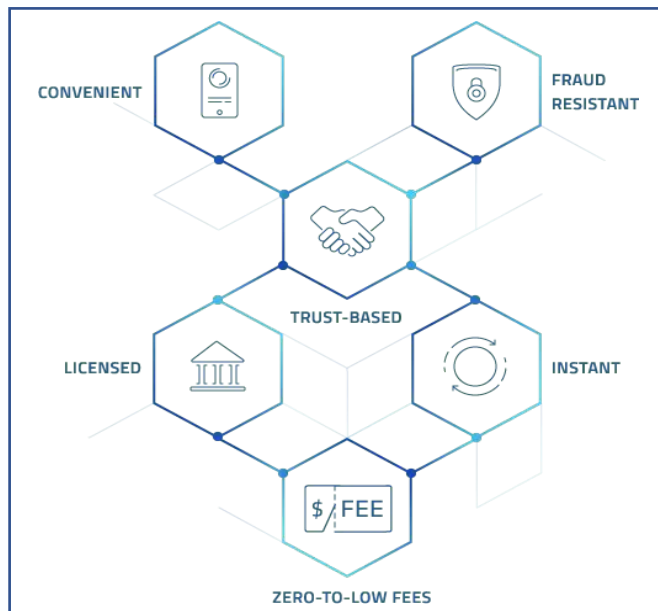 CONVENIENT
FRAUD
RESISTANT
TRUST-BASED
LICENSED
INSTANT
$ FEE
ZERO-TO-LOW FEES